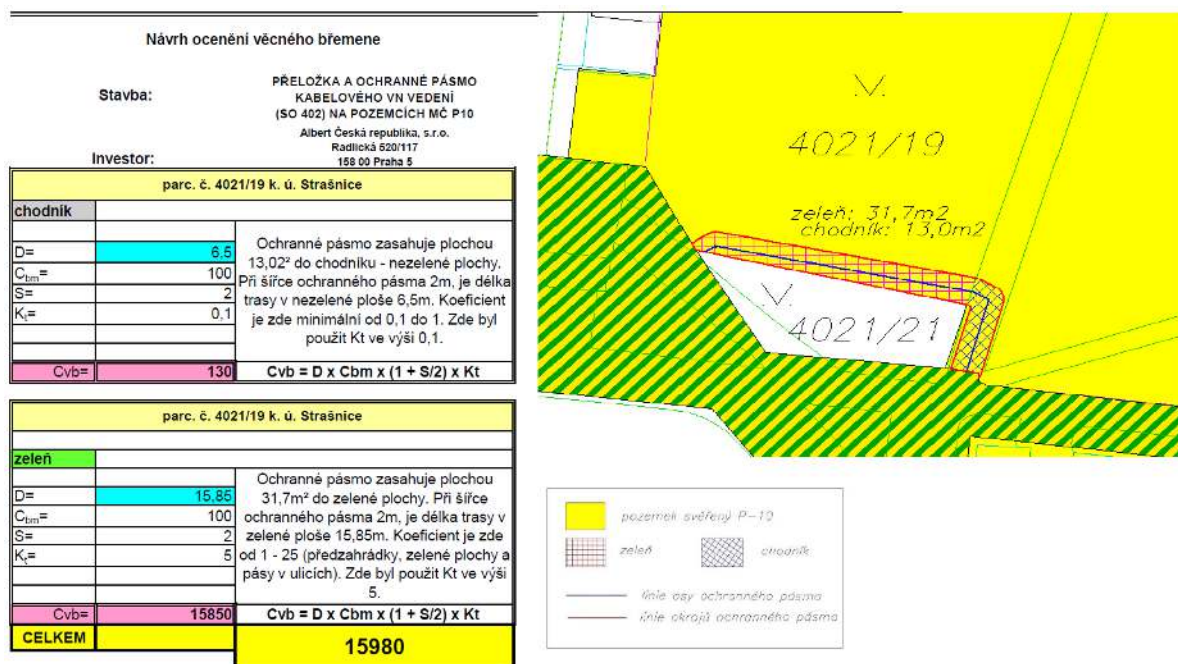 Návrh ocenění věcného břemene
Stavba:
PŘELOŽKA A OCHRANNÉ PÁSMO
KABELOVÉHO VN VEDENÍ
(SO 402) NA POZEMCÍCH MČ P10
Albert Česká republika, s.r.o.
Radlická 520/117
Investor:
158 00 Praha 5
parc. č. 4021/19 k. ú. Strašnice
chodník
D= 6,5
Cbm= 100
S= 2
Kt= 0,1
Ochranné pásmo zasahuje plochou
13,02² do chodníku - nezelené plochy.
Při šířce ochranného pásma 2m, je délka
trasy v nezelené ploše 6,5m. Koeficient
je zde minimální od 0,1 do 1. Zde byl
použit Kt ve výši 0,1.
Cvb= 130 Cvb = D x Cbm x (1 + S/2) x Kt
parc. č. 4021/19 k. ú. Strašnice
zeleň
D= 15,85
Cbm= 100
S= 2
Kt= 5
Ochranné pásmo zasahuje plochou
31,7m² do zelené plochy. Při šířce
ochranného pásma 2m, je délka trasy v
zelené ploše 15,85m. Koeficient je zde
od 1 - 25 (předzahrádky, zelené plochy a
pásy v ulicích). Zde byl použit Kt ve výši
5.
Cvb= 15850 Cvb = D x Cbm x (1 + S/2) x Kt
CELKEM 15980
4021/19
zeleň: 31,7m2
chodník: 13,0m2
4021/21
pozemek svěřený P-10
zeleň
chodník
línie osy ochranného pásma
línie okrajů ochranného pásma